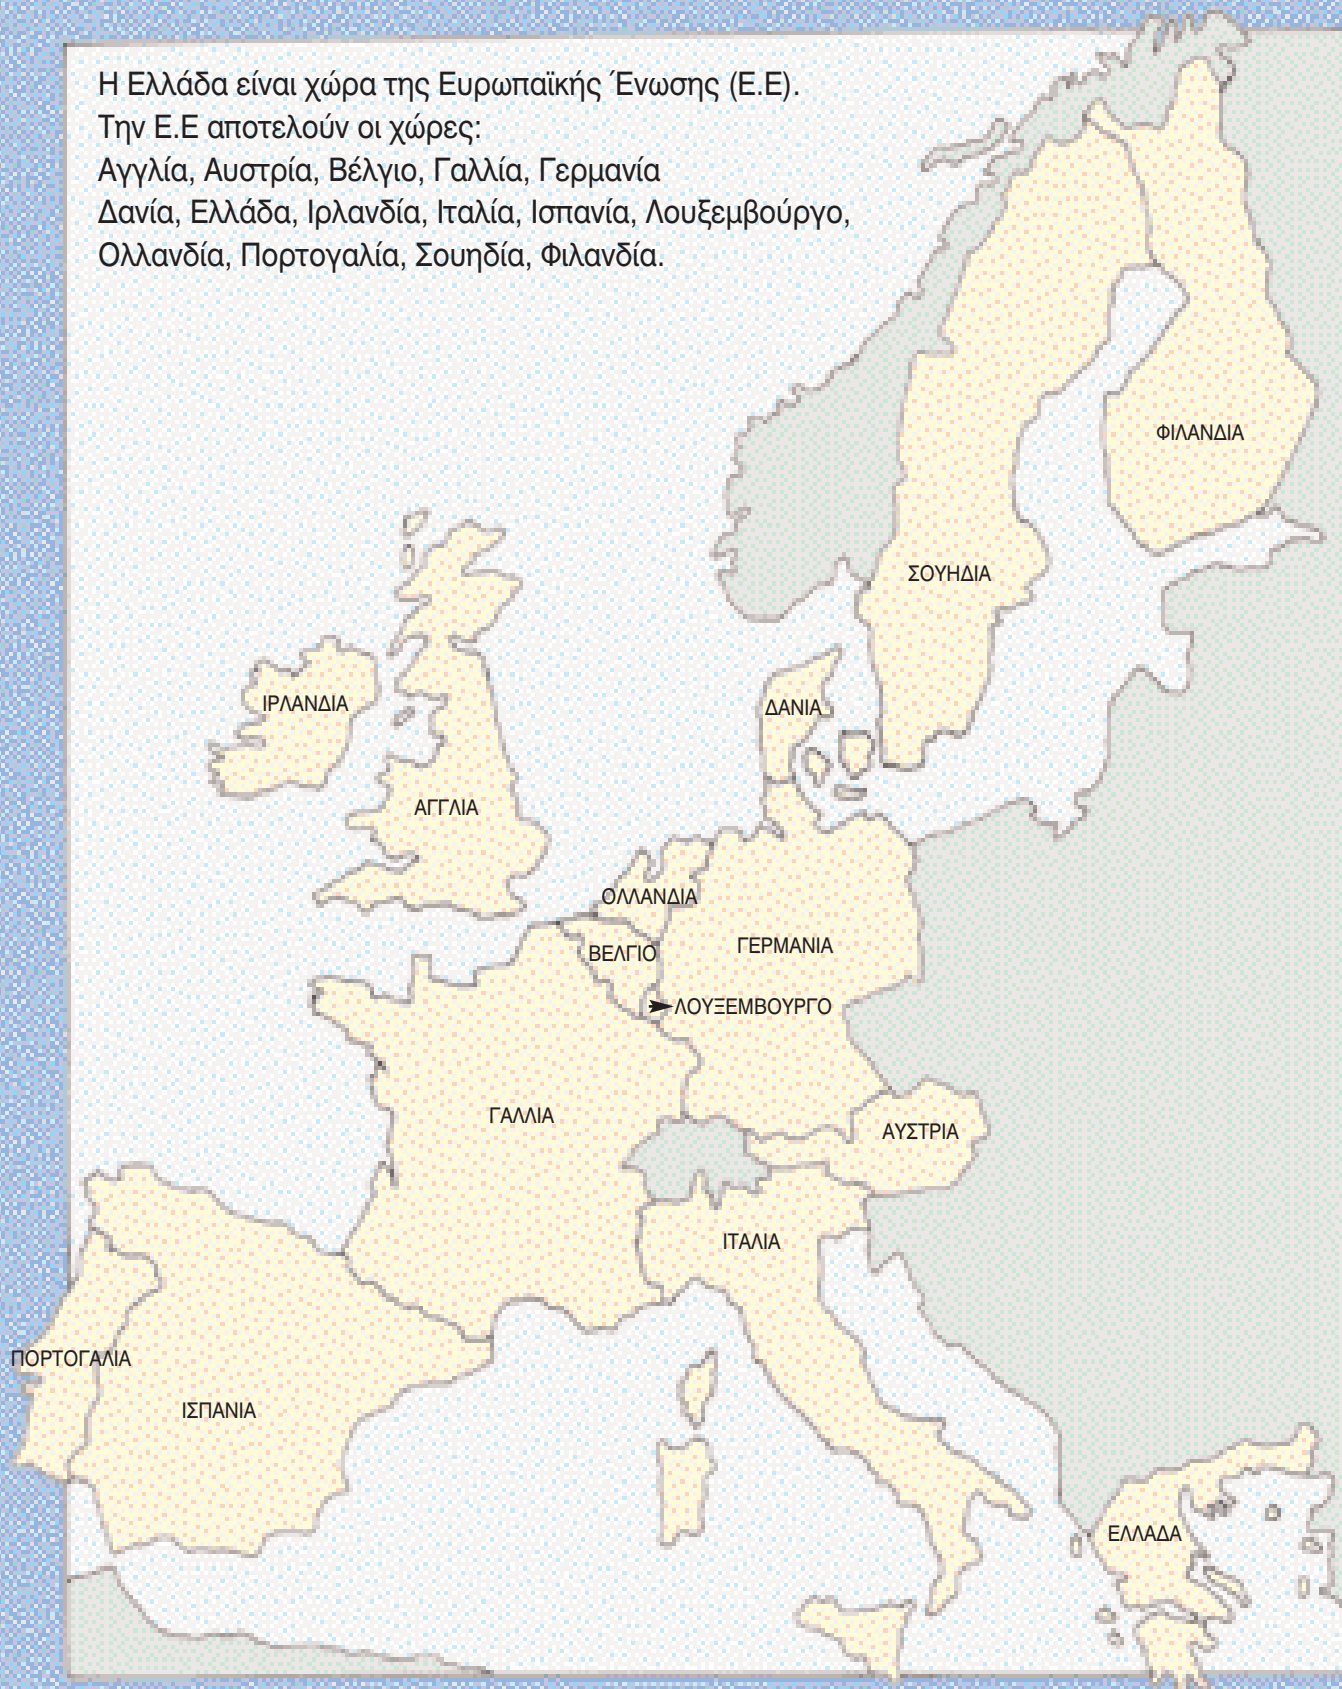 Η Ελλάδα είναι χώρα της Ευρωπαϊκής Ένωσης (Ε.Ε).
Την Ε.Ε αποτελούν οι χώρες:
Αγγλία, Αυστρία, Βέλγιο, Γαλλία, Γερμανία
Δανία, Ελλάδα, Ιρλανδία, Ιταλία, Ισπανία, Λουξεμβούργο,
Ολλανδία, Πορτογαλία, Σουηδία, Φιλανδία.
ΦΙΛΑΝΔΙΑ
ΣΟΥΗΔΙΑ
ΙΡΛΑΝΔΙΑ
ΔΑΝΙΑ
ΑΓΓΛΙΑ
ΟΛΛΑΝΔΙΑ
ΓΕΡΜΑΝΙΑ
ΒΕΛΓΙΟ
ΛΟΥΞΕΜΒΟΥΡΓΟ
ΓΑΛΛΙΑ
ΑΥΣΤΡΙΑ
ΙΤΑΛΙΑ
ΠΟΡΤΟΓΑΛΙΑ
ΙΣΠΑΝΙΑ
ΕΛΛΑΔΑ